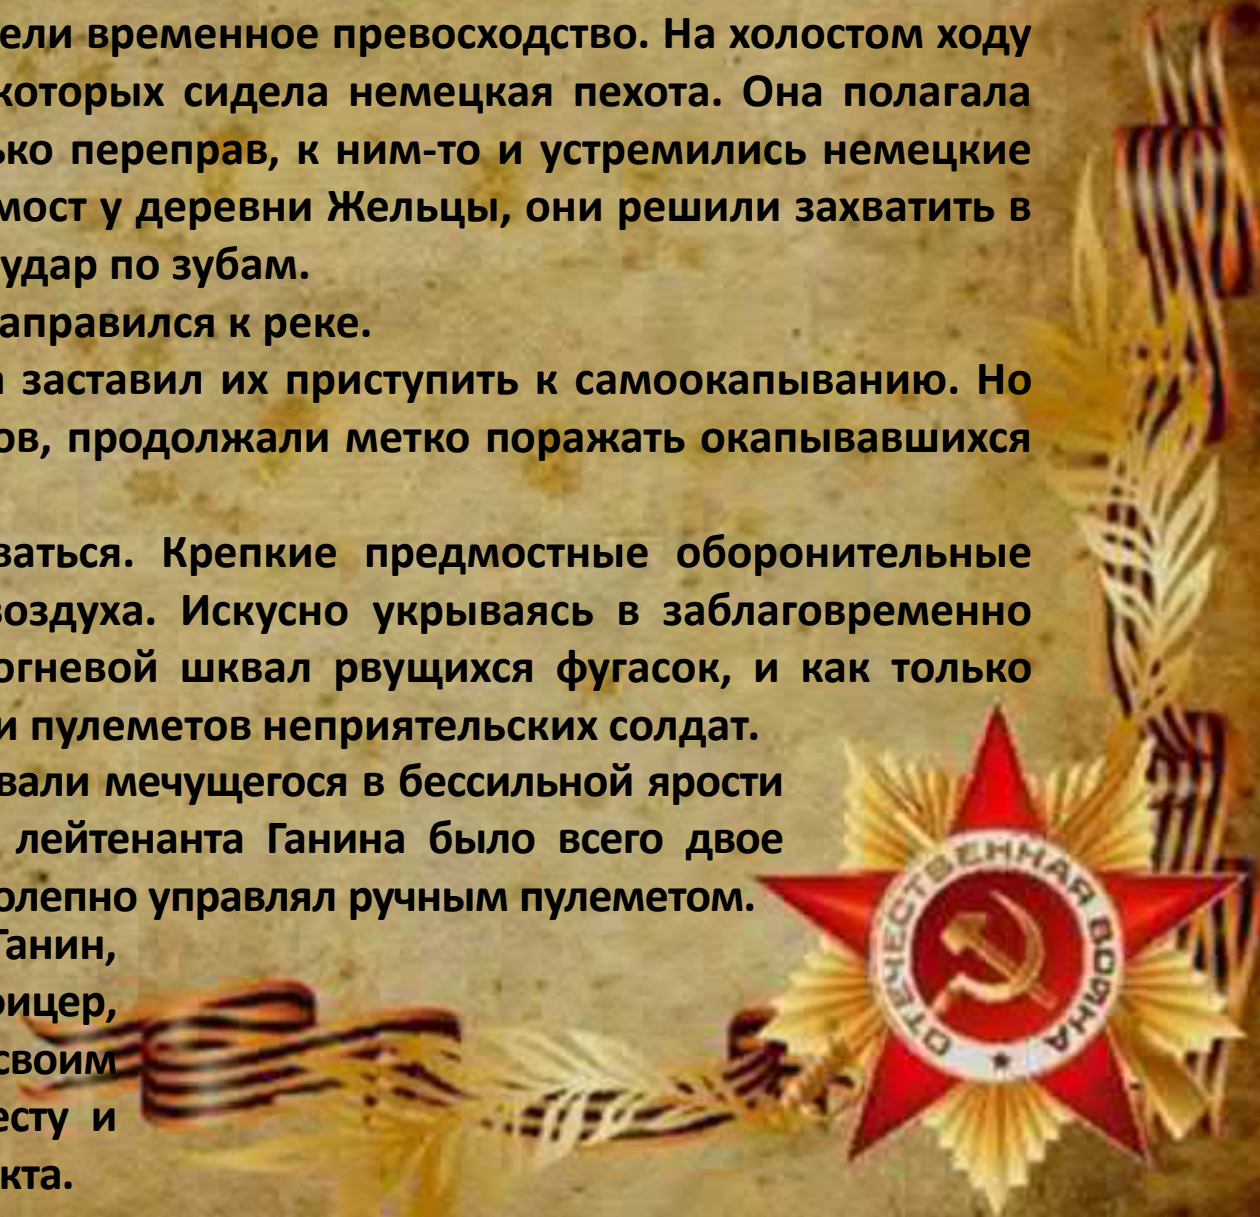 ели временное превосходство. На холостом ходу
которых сидела немецкая пехота. Она полагала
ько переправ, к ним-то и устремились немецкие
мост у деревни Жельцы, они решили захватить в
удар по зубам.
аправился к реке.
заставил их приступить к самоокапыванию. Но
ов, продолжали метко поражать окапывавшихся
ваться. Крепкие предмостные оборонительные
воздуха. Искусно укрываясь в заблаговременно
огневой шквал рвущихся фугасок, и как только
и пулеметов неприятельских солдат.
вали мечущегося в бессильной ярости
лейтенанта Ганина было всего двое
олепно управлял ручным пулеметом.
Ганин,
фицер,
своим
есту и
кта.
ОТЕЧЕСТВЕННАЯ ВОЙНА